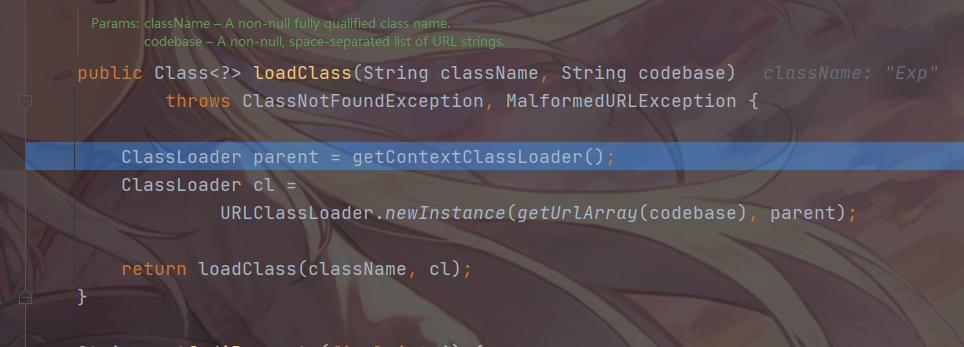 Params: className – A non-null fully qualified class name.
codebase – A non-null, space-separated list of URL strings.
public Class<?> loadClass(String className, String codebase) className: "Exp"
throws ClassNotFoundException, MalformedURLException {
ClassLoader parent = getContextClassLoader();
ClassLoader cl =
URLClassLoader.newInstance(getUrlArray(codebase), parent);
return loadClass(className, cl);
}